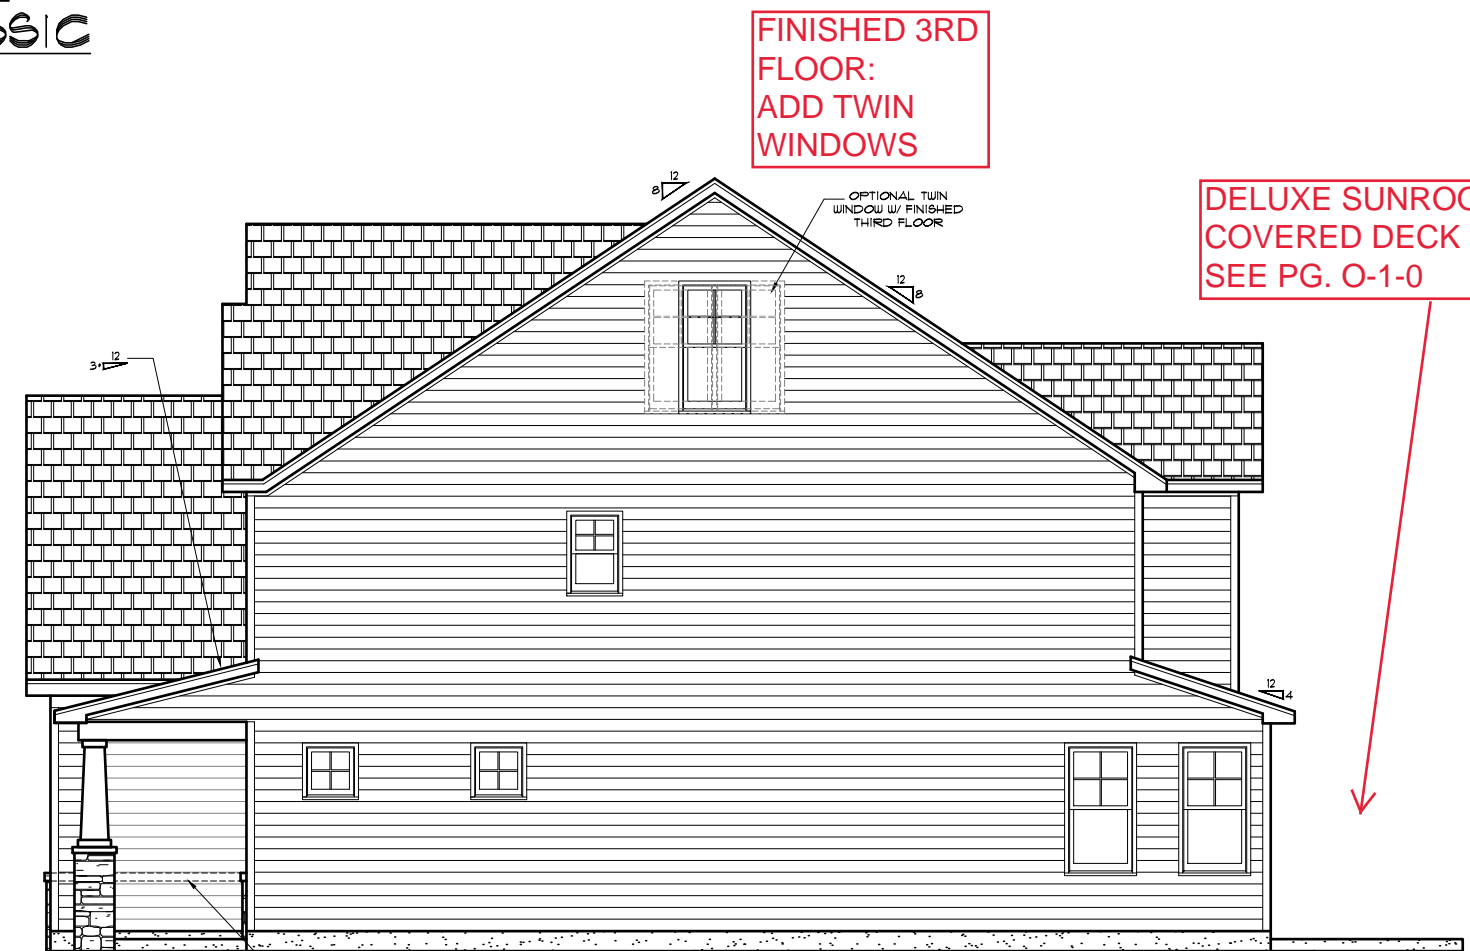 SSIC
FINISHED 3RD
FLOOR:
ADD TWIN
WINDOWS
12
8
OPTIONAL TWIN
WINDOW W/ FINISHED
THIRD FLOOR
DELUXE SUNROO
COVERED DECK
SEE PG. O-1-0
12
8
12
3+
12
4